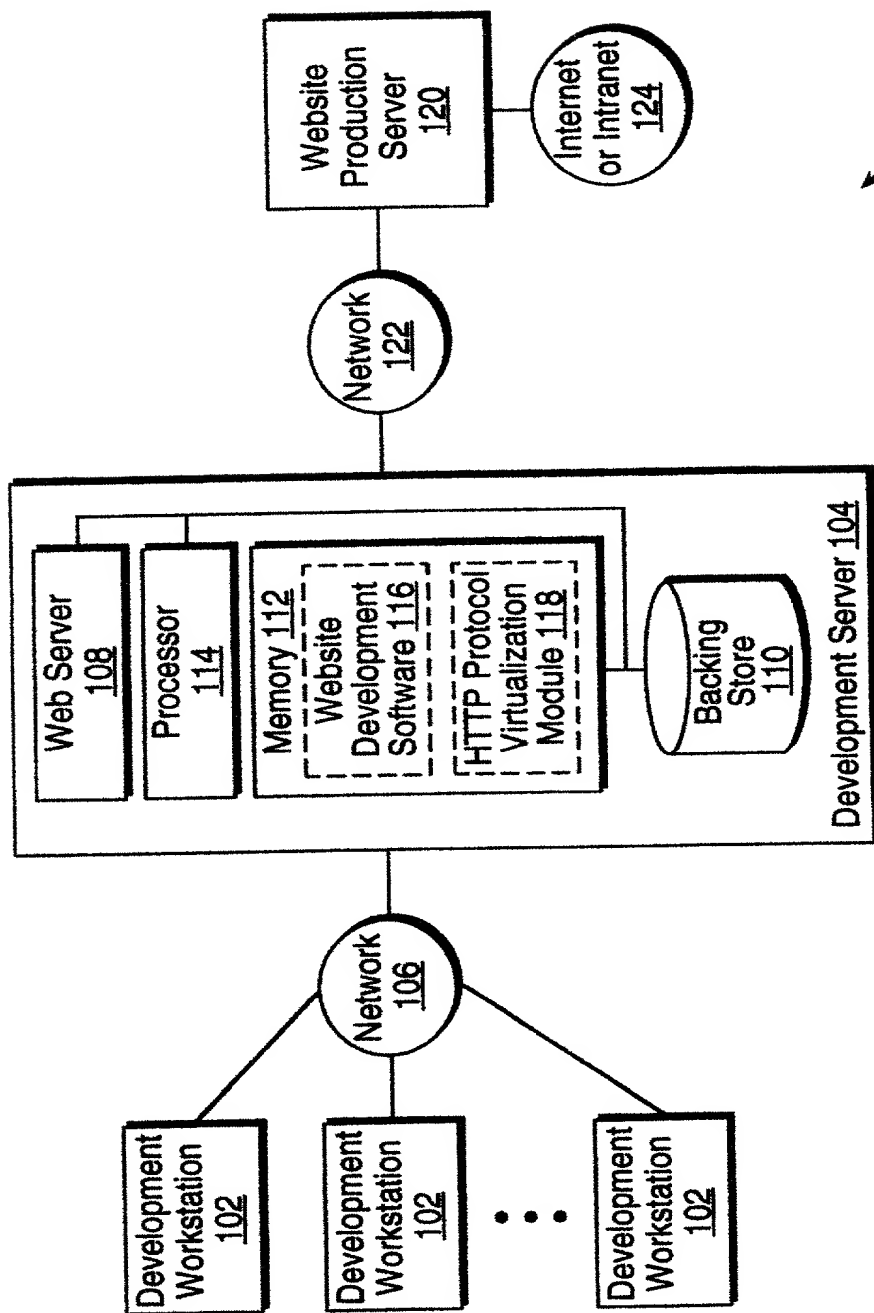 Development
Workstation
102
Development
Workstation
102
Development
Workstation
102
Network
106
Web Server
108
Processor
114
Memory 112
Website
Development
Software 116
HTTP Protocol
Virtualization
Module 118
Backing
Store
110
Development Server 104
Network
122
Website
Production
Server
120
Internet
or Intranet
124